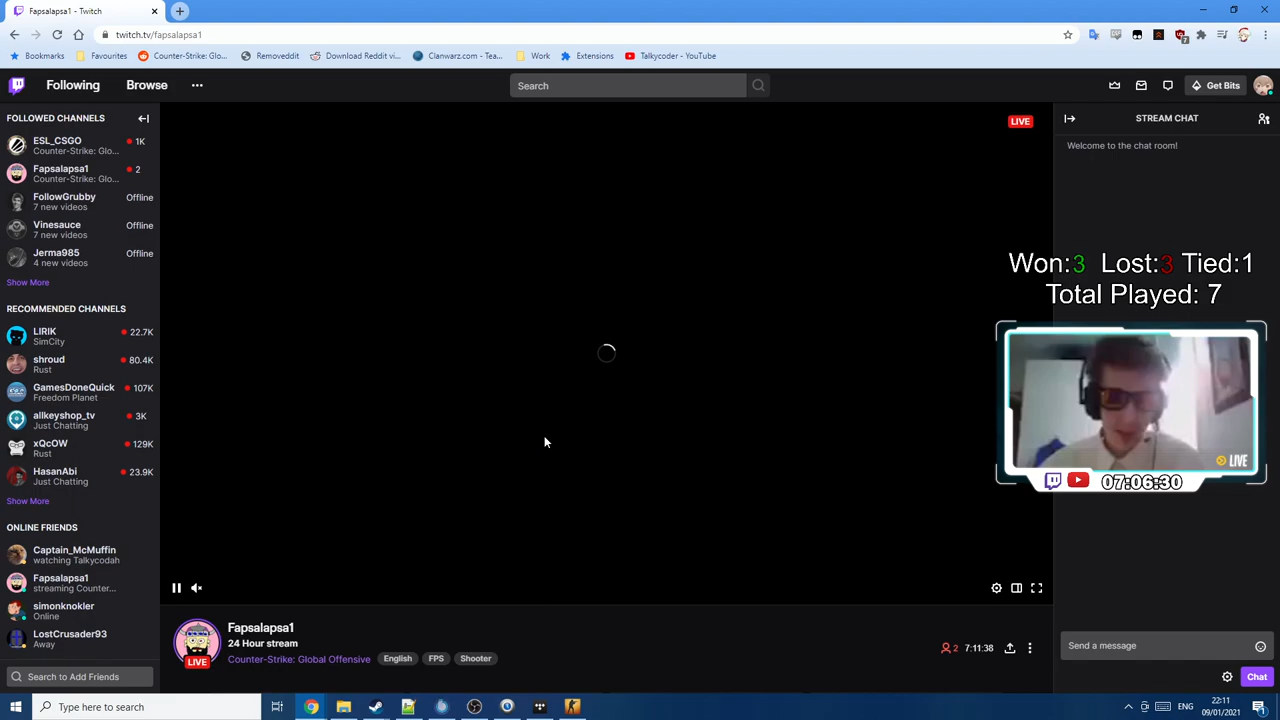 Fapsalapsa1 - Twitch
twitch.tv/fapsalapsa1
Bookmarks
Favourites
Counter-Strike: Glo...
Removeddit
Download Reddit vi...
Clanwarz.com - Tea...
Work
Extensions
Talkycoder - YouTube
Following
Browse
Search
Get Bits
FOLLOWED CHANNELS
ESL_CSGO
1K
Counter-Strike: Glo...
Fapsalapsa1
2
Counter-Strike: Glo...
FollowGrubby
Offline
7 new videos
Vinesauce
Offline
7 new videos
Jerma985
Offline
4 new videos
Show More
RECOMMENDED CHANNELS
LIRIK
22.7K
SimCity
shroud
80.4K
Rust
GamesDoneQuick
107K
Freedom Planet
allkeyshop_tv
3K
Just Chatting
xQcOW
129K
Rust
HasanAbi
23.9K
Just Chatting
Show More
ONLINE FRIENDS
Captain_McMuffin
watching Talkycodah
Fapsalapsa1
streaming Counter-...
simonknokler
Online
LostCrusader93
Away
Search to Add Friends
LIVE
Fapsalapsa1
24 Hour stream
Counter-Strike: Global Offensive
English
FPS
Shooter
LIVE
2
7:11:38
STREAM CHAT
Welcome to the chat room!
Won:3 Lost:3 Tied:1
Total Played: 7
LIVE
07:06:30
Send a message
Chat
Type here to search
22:11
09/01/2021